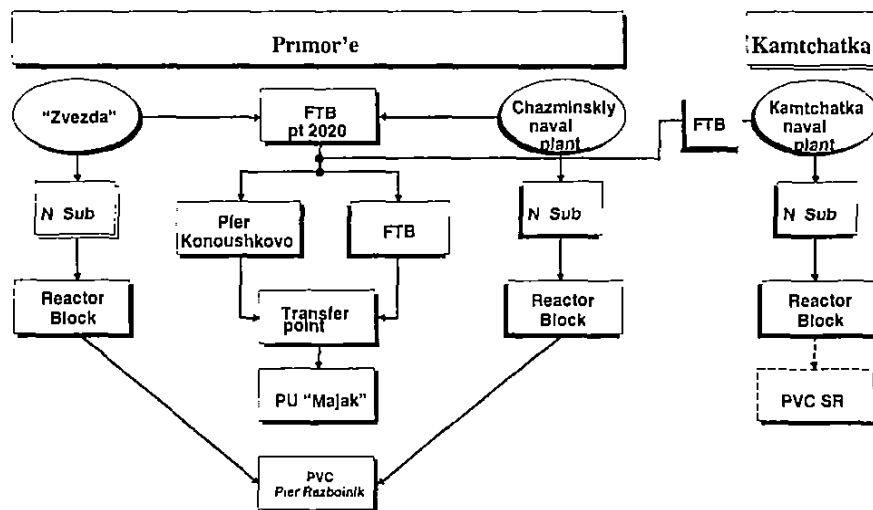 Primor'e
Kamtchatka
"Zvezda"
FTB
pt 2020
Chazminskly
naval
plant
FTB
Kamtchatka
naval
plant
N Sub
Pier
Konoushkovo
FTB
N Sub
N Sub
Reactor
Block
Transfer
point
Reactor
Block
Reactor
Block
PU "Majak"
PVC SR
PVC
Pier Razboinik